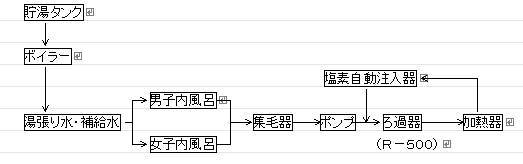 貯湯タンク
ボイラー
塩素自動注入器
男子内風呂
湯張り水・補給水
集毛器
ポンプ
ろ過器
加熱器
女子内風呂
(R－500)